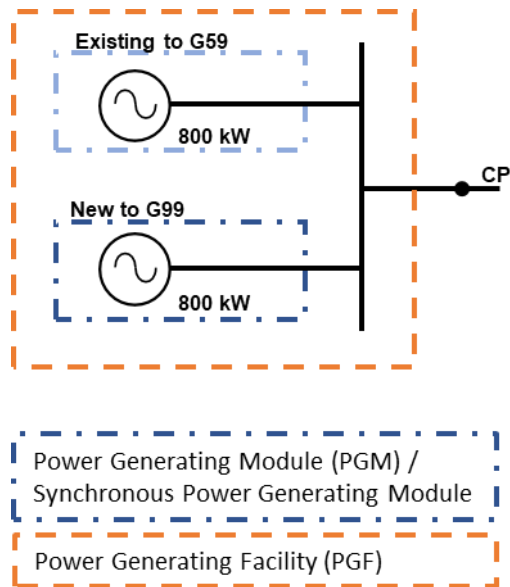 Existing to G59
800 kW
CP
New to G99
800 kW
Power Generating Module (PGM) /
Synchronous Power Generating Module
Power Generating Facility (PGF)